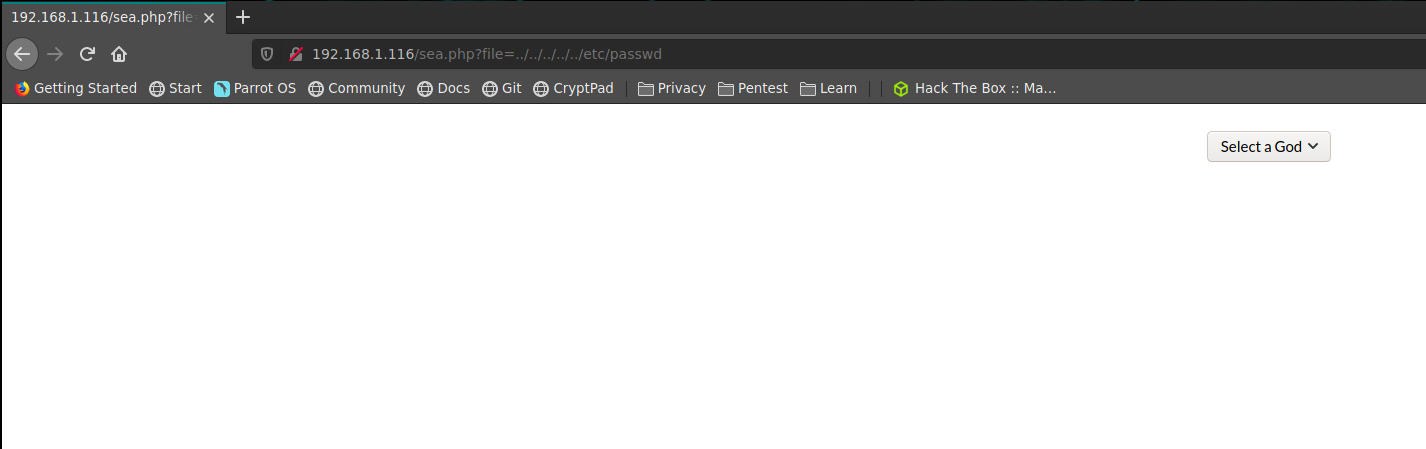 192.168.1.116/sea.php?file
192.168.1.116/sea.php?file=../../../../../etc/passwd
Getting Started Start Parrot OS Community Docs Git CryptPad Privacy Pentest Learn Hack The Box :: Ma...
Select a God